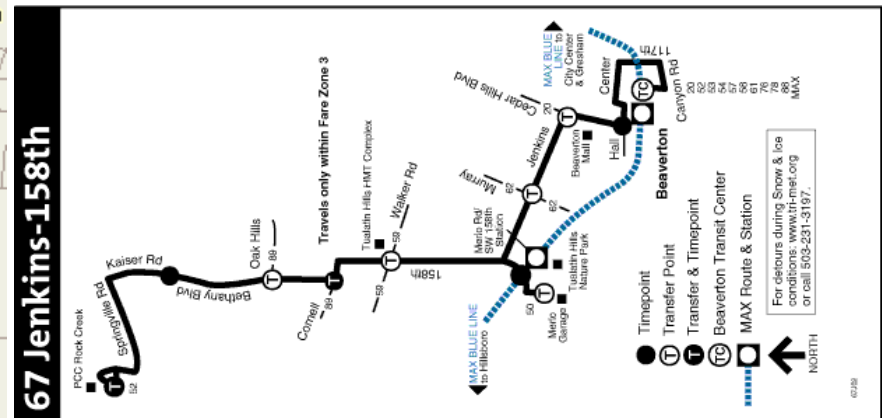 67 Jenkins-158th
PCC Rock Creek
52
Springville Rd
Kaiser Rd
Bethany Blvd
Oak Hills
89
Cornell
89
Travels only within Fare Zone 3
Tualatin Hills HMT Complex
Walker Rd
59
59
158th
MAX BLUE LINE
to Hillsboro
Merlo Rd/
SW 158th
Station
50
Merlo
Garage
Tualatin Hills
Nature Park
Murray
62
62
Jenkins
Cedar Hills Blvd
20
Beaverton
Mall
MAX BLUE
LINE to
City Center
& Gresham
Center
117th
Hall
Canyon Rd
TC
Beaverton
20
52
53
54
57
58
61
76
78
88
MAX
Timepoint
T Transfer Point
T Transfer & Timepoint
TC Beaverton Transit Center
MAX Route & Station
For detours during Snow & Ice
conditions: www.tri-met.org
or call 503-231-3197.
NORTH